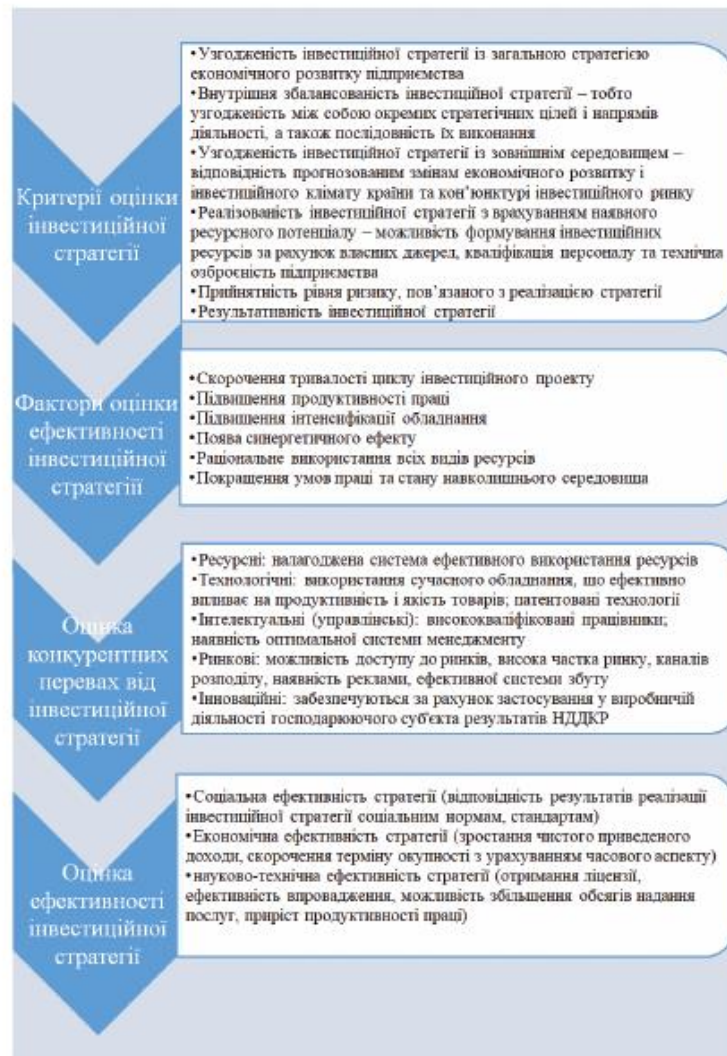 Критерії оцінки
інвестиційної
стратегії
•Узгодженість інвестиційної стратегії із загальною стратегією
економічного розвитку підприємства
•Внутрішня збалансованість інвестиційної стратегії – тобто
узгодженість між собою окремих стратегічних цілей і напрямів
діяльності, а також послідовність їх виконання
•Узгодженість інвестиційної стратегії із зовнішнім середовищем –
відповідність прогнозованим змінам економічного розвитку і
інвестиційного клімату країни та кон’юнктурі інвестиційного ринку
•Реалізованість інвестиційної стратегії з врахуванням наявного
ресурсного потенціалу – можливість формування інвестиційних
ресурсів за рахунок власних джерел, кваліфікація персоналу та технічна
озброєність підприємства
•Прийнятність рівня ризику, пов’язаного з реалізацією стратегії
•Результативність інвестиційної стратегії
Фактори оцінки
ефективності
інвестиційної
стратегіїї
•Скорочення тривалості циклу інвестиційного проекту
•Підвишення продуктивності праці
•Підвишення інтенсифікації обладнання
•Поява синергетичного ефекту
•Раціональне використання всіх видів ресурсів
•Покращення умов праці та стану навколишнього середовиша
Оцінка
конкурентних
перевах від
інвестиційної
стратегії
•Ресурсні: налагоджена система ефективного використання ресурсів
•Технологічні: використання сучасного обладнання, що ефективно
впливає на продуктивність і якість товарів; патентовані технології
•Інтелектуальні (управлінські): висококваліфіковані працівники;
наявність оптимальної системи менеджменту
•Ринкові: можливість доступу до ринків, висока частка ринку, каналів
розподілу, наявність реклами, ефективної системи збуту
•Інноваційні: забезпечуються за рахунок застосування у виробничій
діяльності господарюючого суб'єкта результатів НДДКР
Оцінка
ефективності
інвестиційної
стратегії
•Соціальна ефективність стратегії (відповідність результатів реалізації
інвестиційної стратегії соціальним нормам, стандартам)
•Економічна ефективність стратегії (зростання чистого приведеного
доходи, скорочення терміну окупності з урахуванням часового аспекту)
•науково-технічна ефективність стратегії (отримання ліцензії,
ефективність впровадження, можливість збільшення обсягів надання
послуг, приріст продуктивності праці)